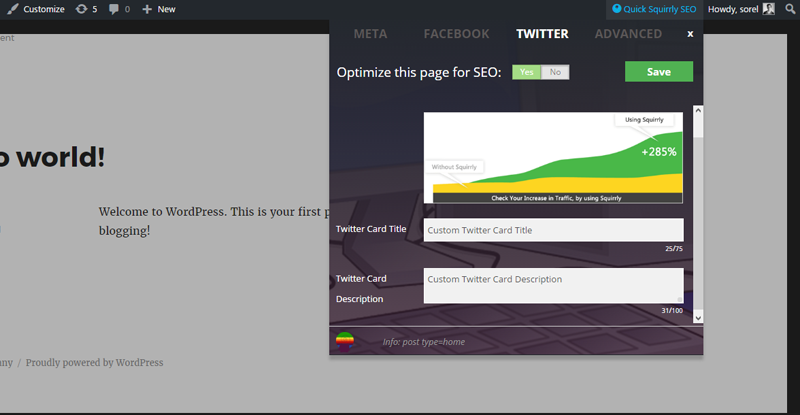 Customize 5 0 New Quick Squirrly SEO Howdy, sorel
ent
META FACEBOOK TWITTER ADVANCED x
Optimize this page for SEO: Yes No Save
Using Squirrly
+285%
Without Squirrly
Check Your Increase in Traffic, by using Squirrly
o world!
Welcome to WordPress. This is your first p
blogging!
Twitter Card Title Custom Twitter Card Title
25/75
Twitter Card Custom Twitter Card Description
Description
31/100
Info: post type=home
ny / Proudly powered by WordPress